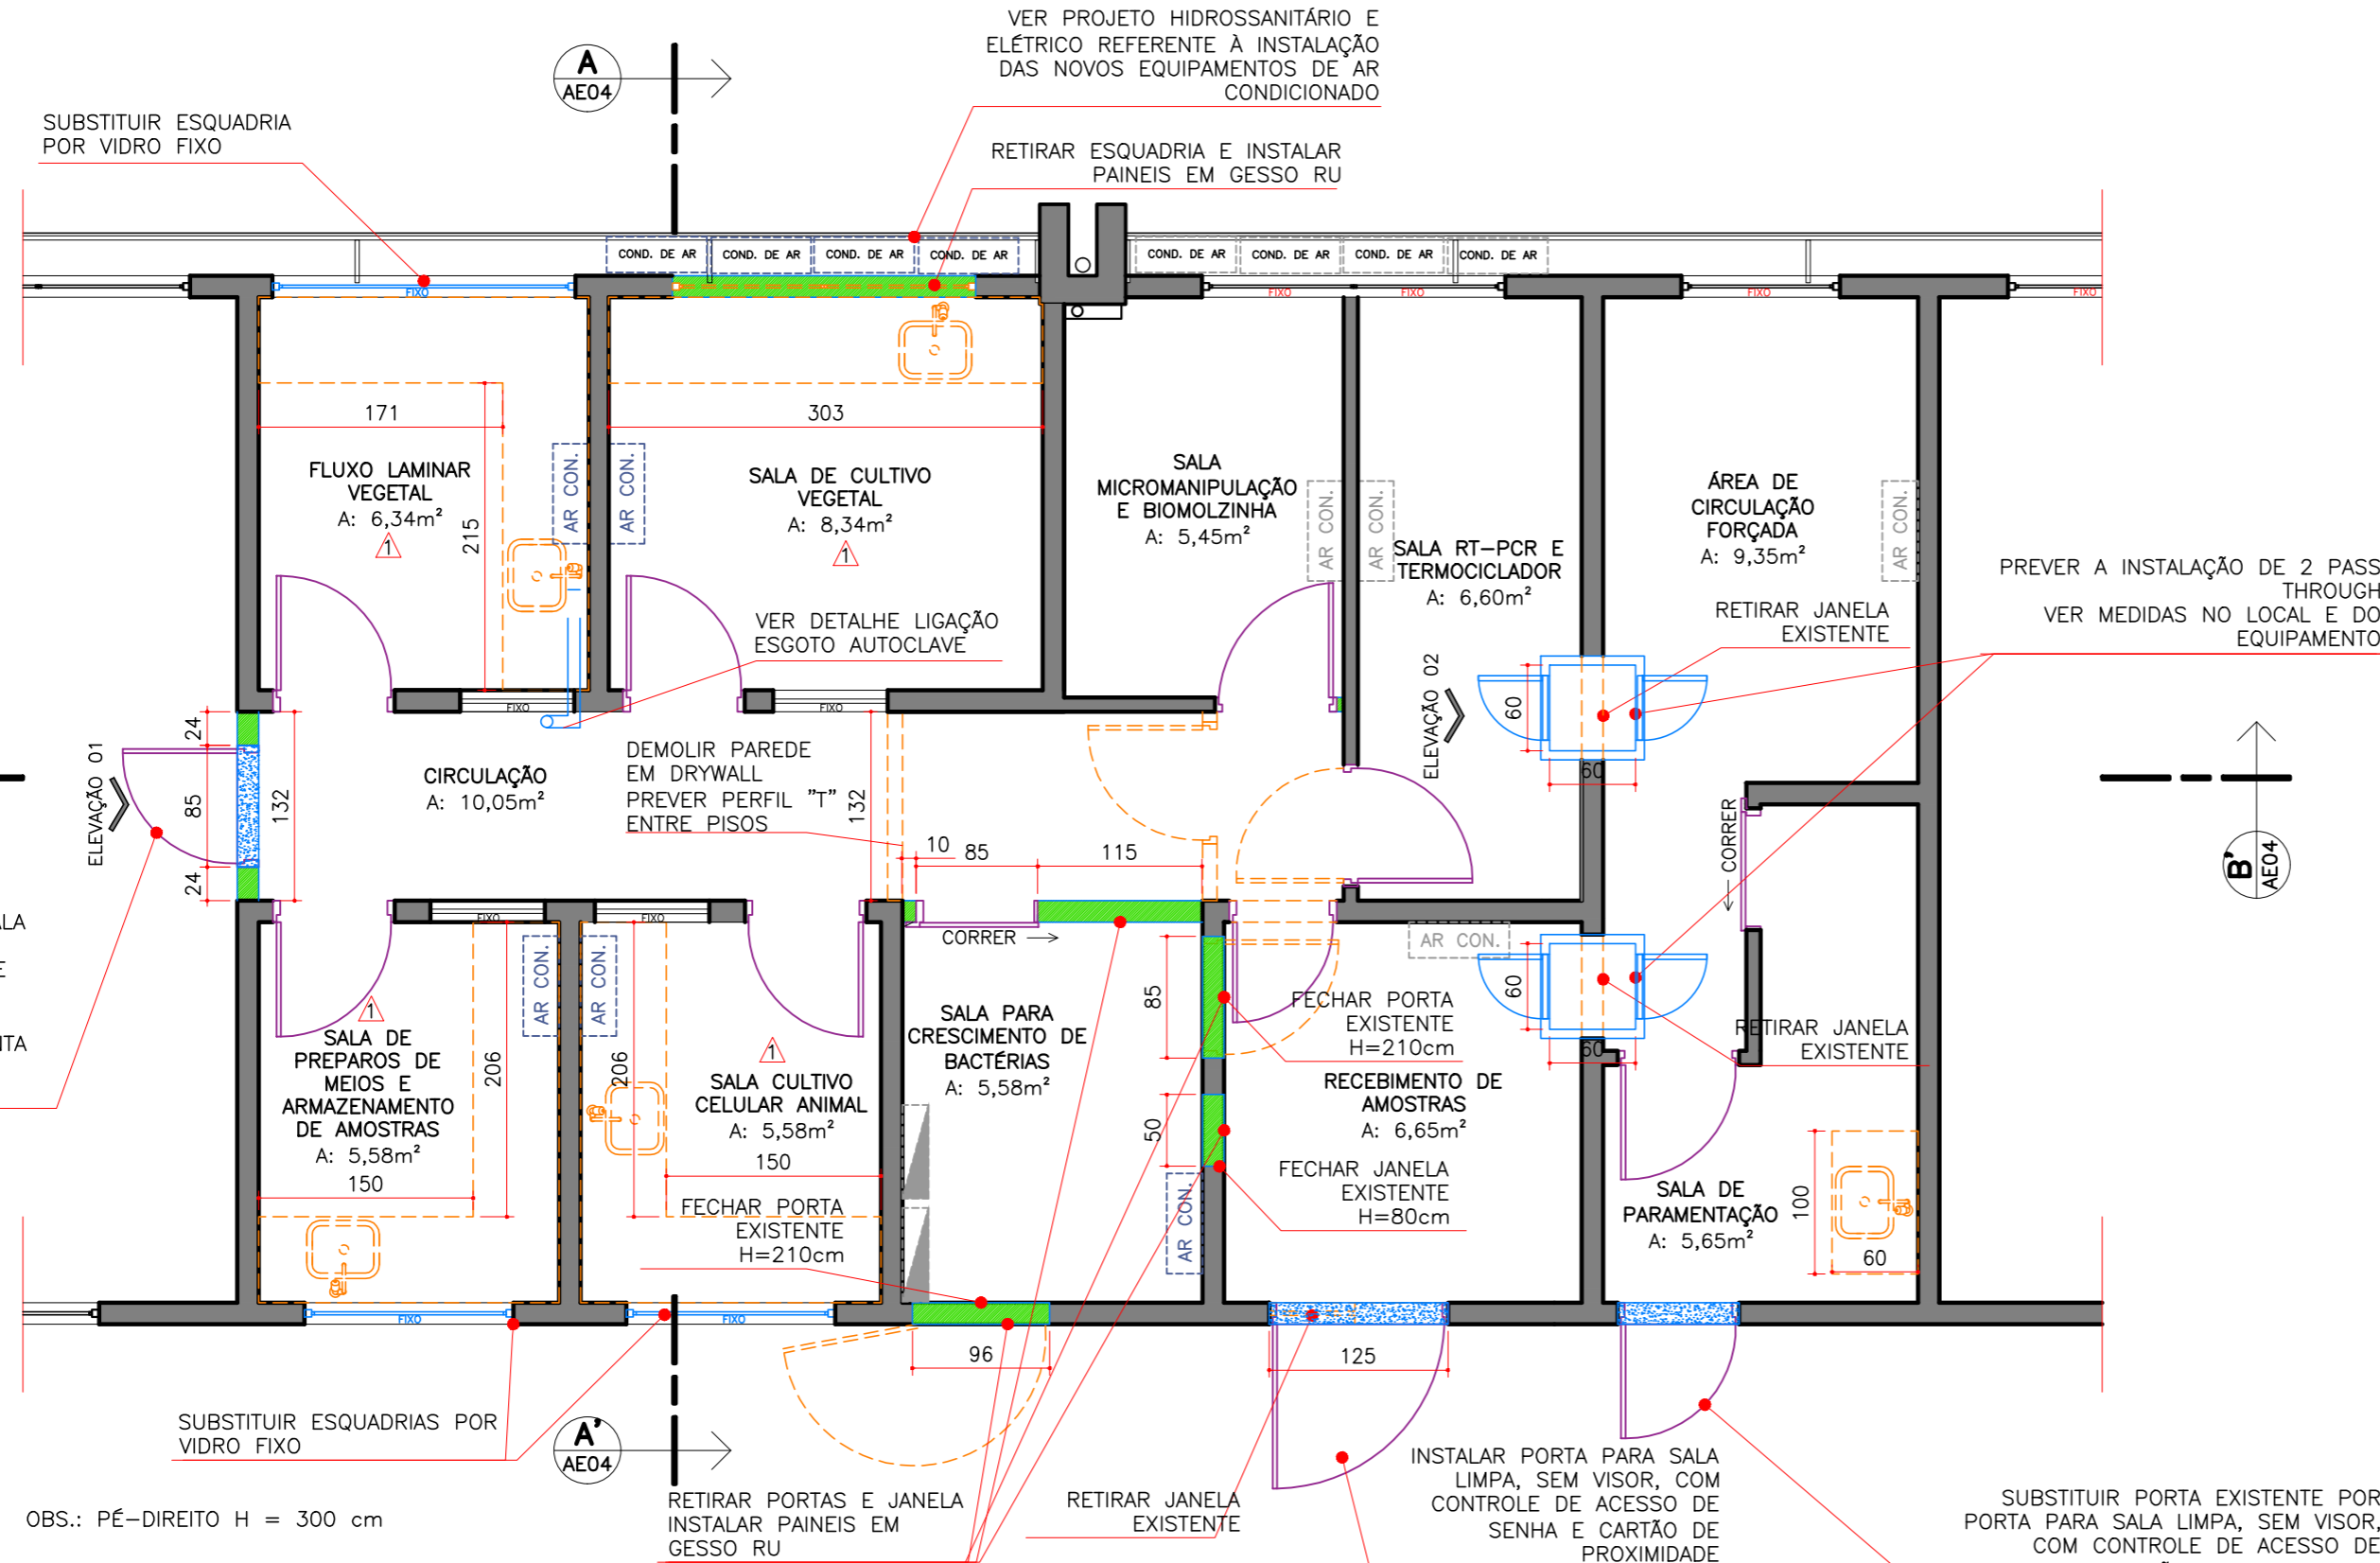 VER PROJETO HIDROSSANITÁRIO E
ELÉTRICO REFERENTE À INSTALAÇÃO
DAS NOVOS EQUIPAMENTOS DE AR
CONDICIONADO
A
AE04
SUBSTITUIR ESQUADRIA
POR VIDRO FIXO
RETIRAR ESQUADRIA E INSTALAR
PAINEIS EM GESSO RU
COND. DE AR
COND. DE AR
COND. DE AR
COND. DE AR
COND. DE AR
COND. DE AR
COND. DE AR
COND. DE AR
FIXO
FIXO
FIXO
FIXO
FIXO
171
303
FLUXO LAMINAR
VEGETAL
A: 6,34m²
1
215
AR CON.
AR CON.
SALA DE CULTIVO
VEGETAL
A: 8,34m²
1
SALA
MICROMANIPULAÇÃO
E BIOMOLZINHA
A: 5,45m²
AR CON.
AR CON.
SALA RT-PCR E
TERMOCICLADOR
A: 6,60m²
ÁREA DE
CIRCULAÇÃO
FORÇADA
A: 9,35m²
AR CON.
PREVER A INSTALAÇÃO DE 2 PASS
THROUGH
VER MEDIDAS NO LOCAL E DO
EQUIPAMENTO
RETIRAR JANELA
EXISTENTE
VER DETALHE LIGAÇÃO
ESGOTO AUTOCLAVE
ELEVAÇÃO 02
60
60
FIXO
FIXO
ELEVAÇÃO 01
24
85
24
132
CIRCULAÇÃO
A: 10,05m²
DEMOLIR PAREDE
EM DRYWALL
PREVER PERFIL "T"
ENTRE PISOS
132
10
85
115
CORRER
B'
AE04
FIXO
FIXO
CORRER
ALA
E
NTA
AR CON.
AR CON.
AR CON.
1
SALA DE
PREPAROS DE
MEIOS E
ARMAZENAMENTO
DE AMOSTRAS
A: 5,58m²
206
150
206
1
SALA CULTIVO
CELULAR ANIMAL
A: 5,58m²
150
SALA PARA
CRESCIMENTO DE
BACTÉRIAS
A: 5,58m²
85
50
FECHAR PORTA
EXISTENTE
H=210cm
RECEBIMENTO DE
AMOSTRAS
A: 6,65m²
60
60
RETIRAR JANELA
EXISTENTE
FECHAR JANELA
EXISTENTE
H=80cm
AR CON.
FECHAR PORTA
EXISTENTE
H=210cm
SALA DE
PARAMENTAÇÃO
A: 5,65m²
100
60
FIXO
FIXO
96
125
SUBSTITUIR ESQUADRIAS POR
VIDRO FIXO
A'
AE04
OBS.: PÉ-DIREITO H = 300 cm
RETIRAR PORTAS E JANELA
INSTALAR PAINEIS EM
GESSO RU
RETIRAR JANELA
EXISTENTE
INSTALAR PORTA PARA SALA
LIMPA, SEM VISOR, COM
CONTROLE DE ACESSO DE
SENHA E CARTÃO DE
PROXIMIDADE
SUBSTITUIR PORTA EXISTENTE POR
PORTA PARA SALA LIMPA, SEM VISOR,
COM CONTROLE DE ACESSO DE